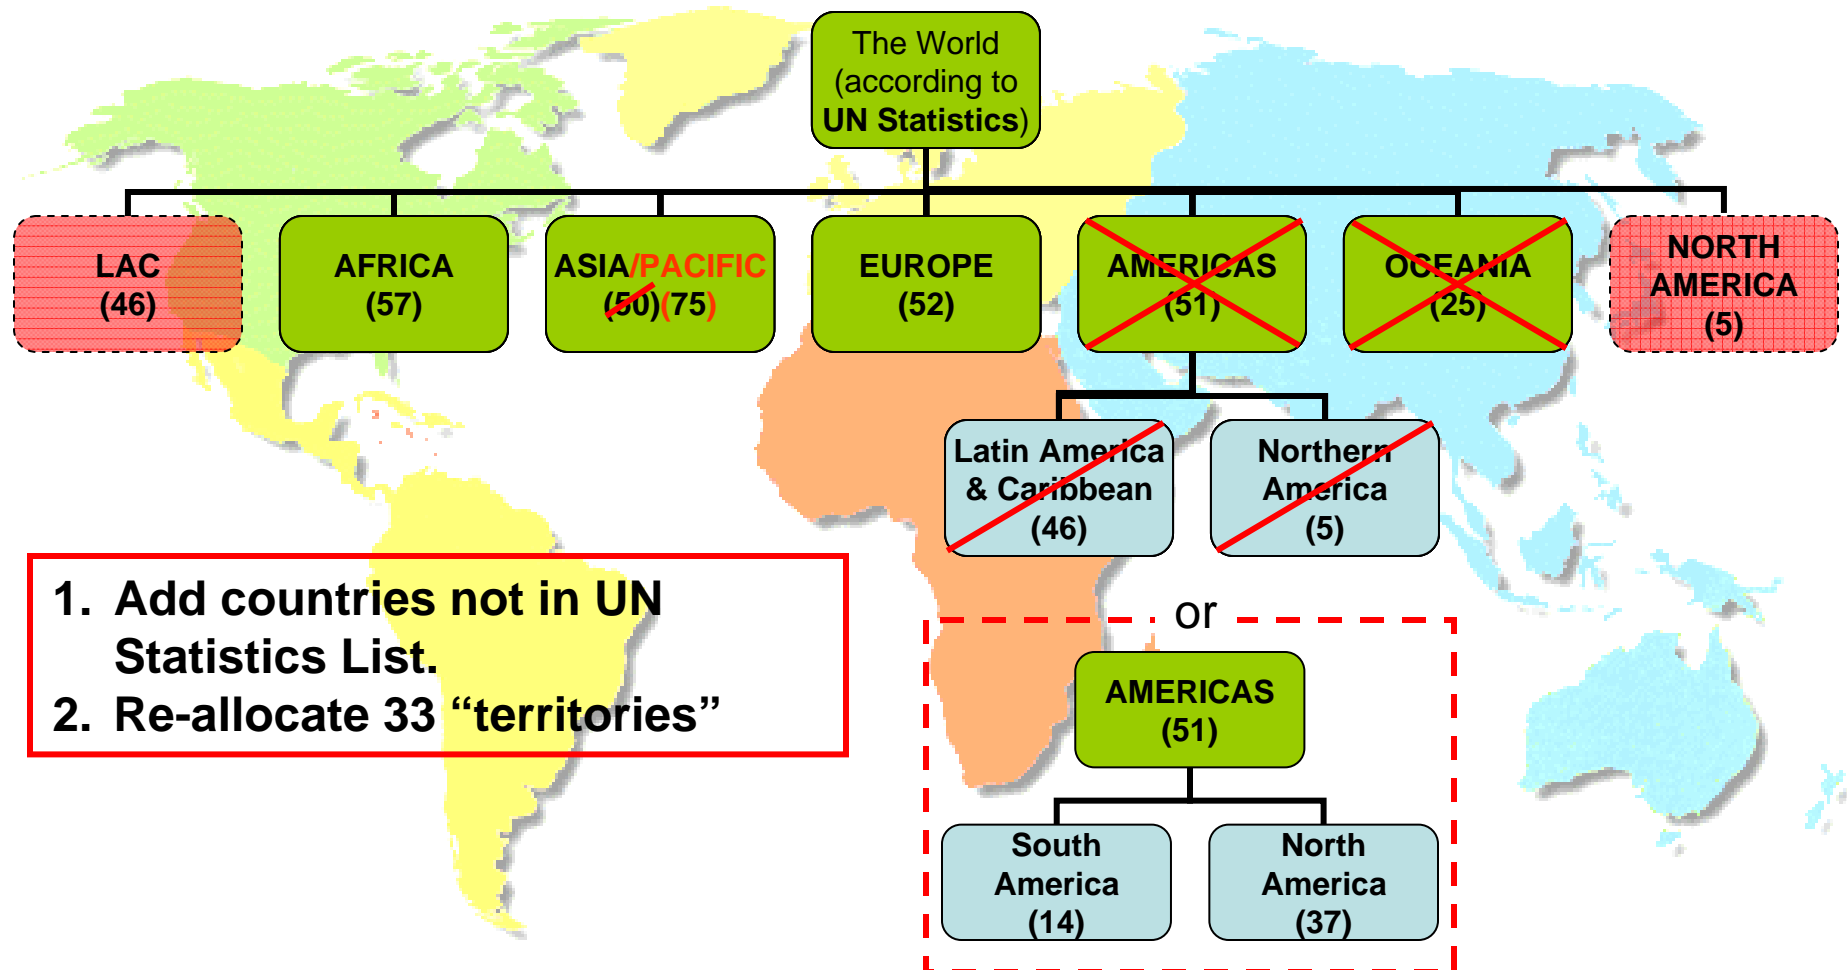 The World
(according to
UN Statistics)
LAC
(46)
AFRICA
(57)
ASIA/PACIFIC
(50)(75)
EUROPE
(52)
AMERICAS
(51)
OCEANIA
(25)
NORTH
AMERICA
(5)
Latin America
& Caribbean
(46)
Northern
America
(5)
1. Add countries not in UN
Statistics List.
2. Re-allocate 33 “territories”
or
AMERICAS
(51)
South
America
(14)
North
America
(37)